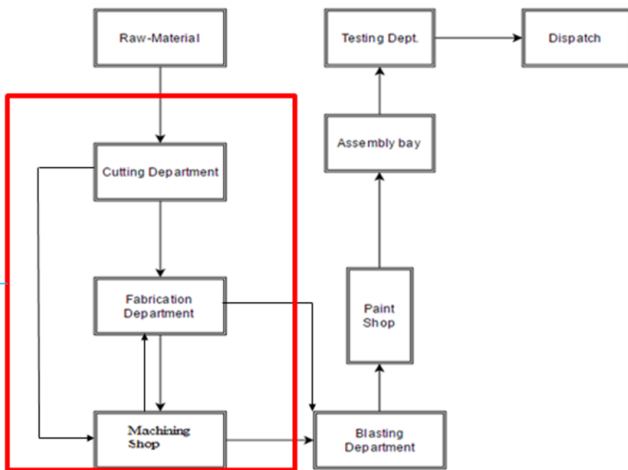 Raw-Material
Cutting Department
Fabrication
Department
Machining
Shop
Blasting
Department
Paint
Shop
Assembly bay
Testing Dept.
Dispatch